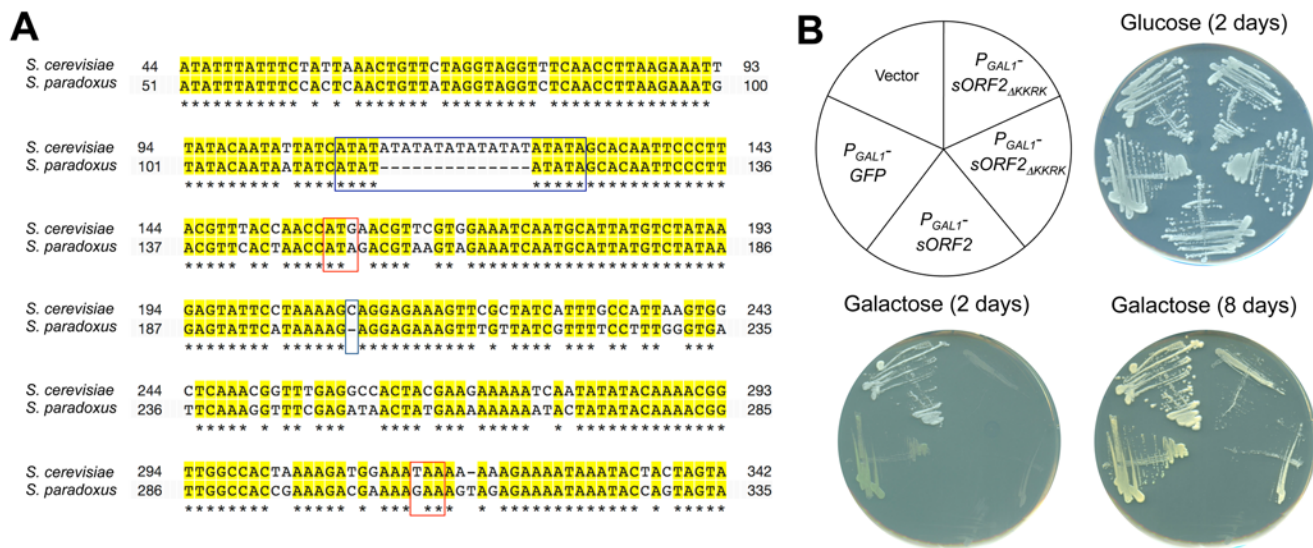 A
S. cerevisiae 44 ATATTTATTTCTATTAAACTGTTCTAGGTAGGTTTCAACCTTAAGAAATT 93
S. paradoxus 51 ATATTTATTTCCACTCAACTGTTATAGGTAGGTCTCAACCTTAAGAAATG 100
*********** * * ******* ********* ***************
S. cerevisiae 94 TATACAATATTATCATATATATATATATATATATATAGCACAATTCCCTT 143
S. paradoxus 101 TATACAATAATATCATAT--------------ATATAGCACAATTCCCTT 136
********* ******** ******************
S. cerevisiae 144 ACGTTTACCAACCATGAACGTTCGTGGAAATCAATGCATTATGTCTATAA 193
S. paradoxus 137 ACGTTCACTAACCATAGACGTAAGTAGAAATCAATGCATTATGTCTATAA 186
***** ** ****** **** ** ************************
S. cerevisiae 194 GAGTATTCCTAAAAGCAGGAGAAAGTTCGCTATCATTTGCCATTAAGTGG 243
S. paradoxus 187 GAGTATTCATAAAAG-AGGAGAAAGTTTGTTATCGTTTTCCTTTGGGTGA 235
******** ****** *********** * **** *** ** ** ***
S. cerevisiae 244 CTCAAACGGTTTGAGGCCACTACGAAGAAAAATCAATATATACAAAACGG 293
S. paradoxus 236 TTCAAAGGTTTCGAGATAACTATGAAAAAAAAATACTATATACAAAACGG 285
***** * ** *** **** *** ***** * **************
S. cerevisiae 294 TTGGCCACTAAAAGATGGAAATAAAA-AAAGAAAATAAATACTACTAGTA 342
S. paradoxus 286 TTGGCCACCGAAAGACGAAAAGAAAGTAGAGAAAATAAATACCAGTAGTA 335
******** ***** * *** *** * ************* * *****
B
Vector
PGAL1-
sORF2ΔKKRK
PGAL1-
sORF2ΔKKRK
PGAL1-
sORF2
PGAL1-
GFP
Glucose (2 days)
Galactose (2 days)
Galactose (8 days)